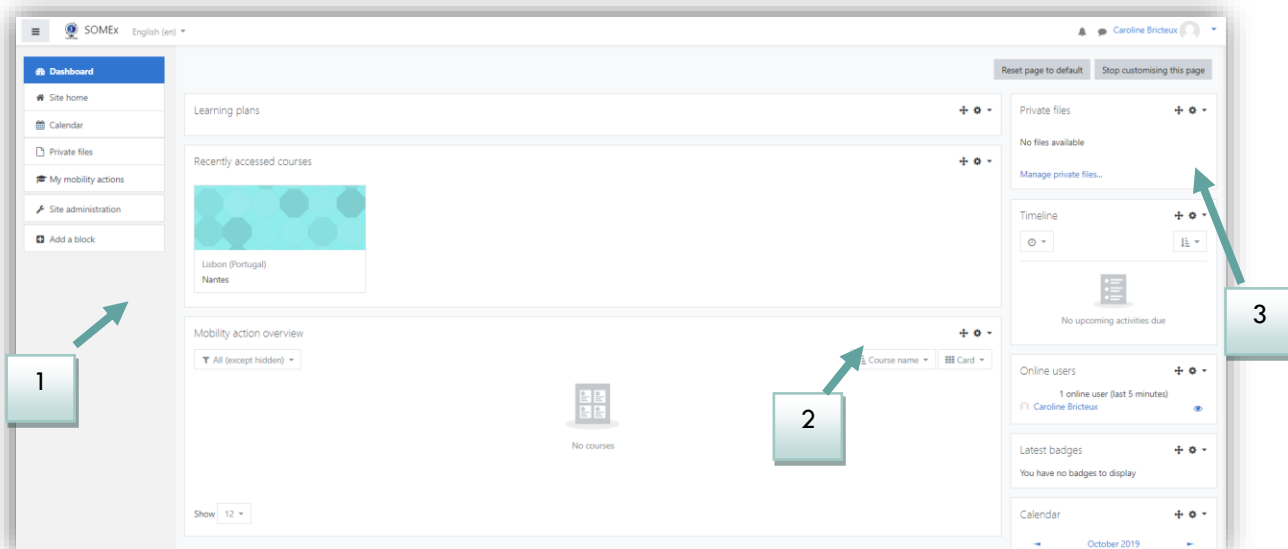 SOMEx English (en)
Caroline Bricteux
Reset page to default Stop customising this page
Dashboard
Site home
Calendar
Private files
My mobility actions
Site administration
Add a block
1
Learning plans
Recently accessed courses
Lisbon (Portugal)
Nantes
Mobility action overview
All (except hidden)
Course name Card
2
No courses
Show 12
Private files
No files available
Manage private files...
3
Timeline
No upcoming activities due
Online users
1 online user (last 5 minutes)
Caroline Bricteux
Latest badges
You have no badges to display
Calendar
October 2019